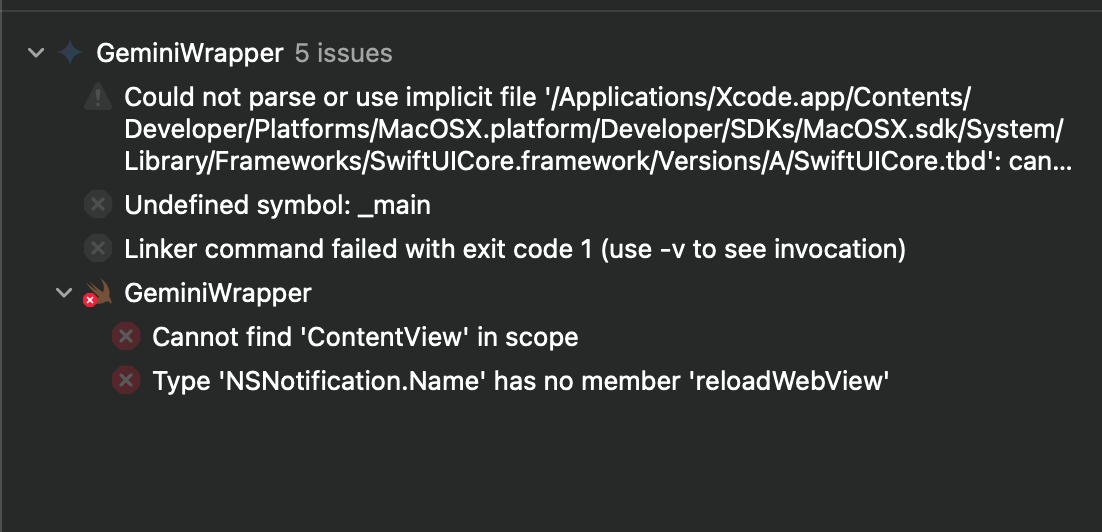 GeminiWrapper 5 issues
Could not parse or use implicit file '/Applications/Xcode.app/Contents/
Developer/Platforms/MacOSX.platform/Developer/SDKs/MacOSX.sdk/System/
Library/Frameworks/SwiftUICore.framework/Versions/A/SwiftUICore.tbd': can...
Undefined symbol: _main
Linker command failed with exit code 1 (use -v to see invocation)
GeminiWrapper
Cannot find 'ContentView' in scope
Type 'NSNotification.Name' has no member 'reloadWebView'